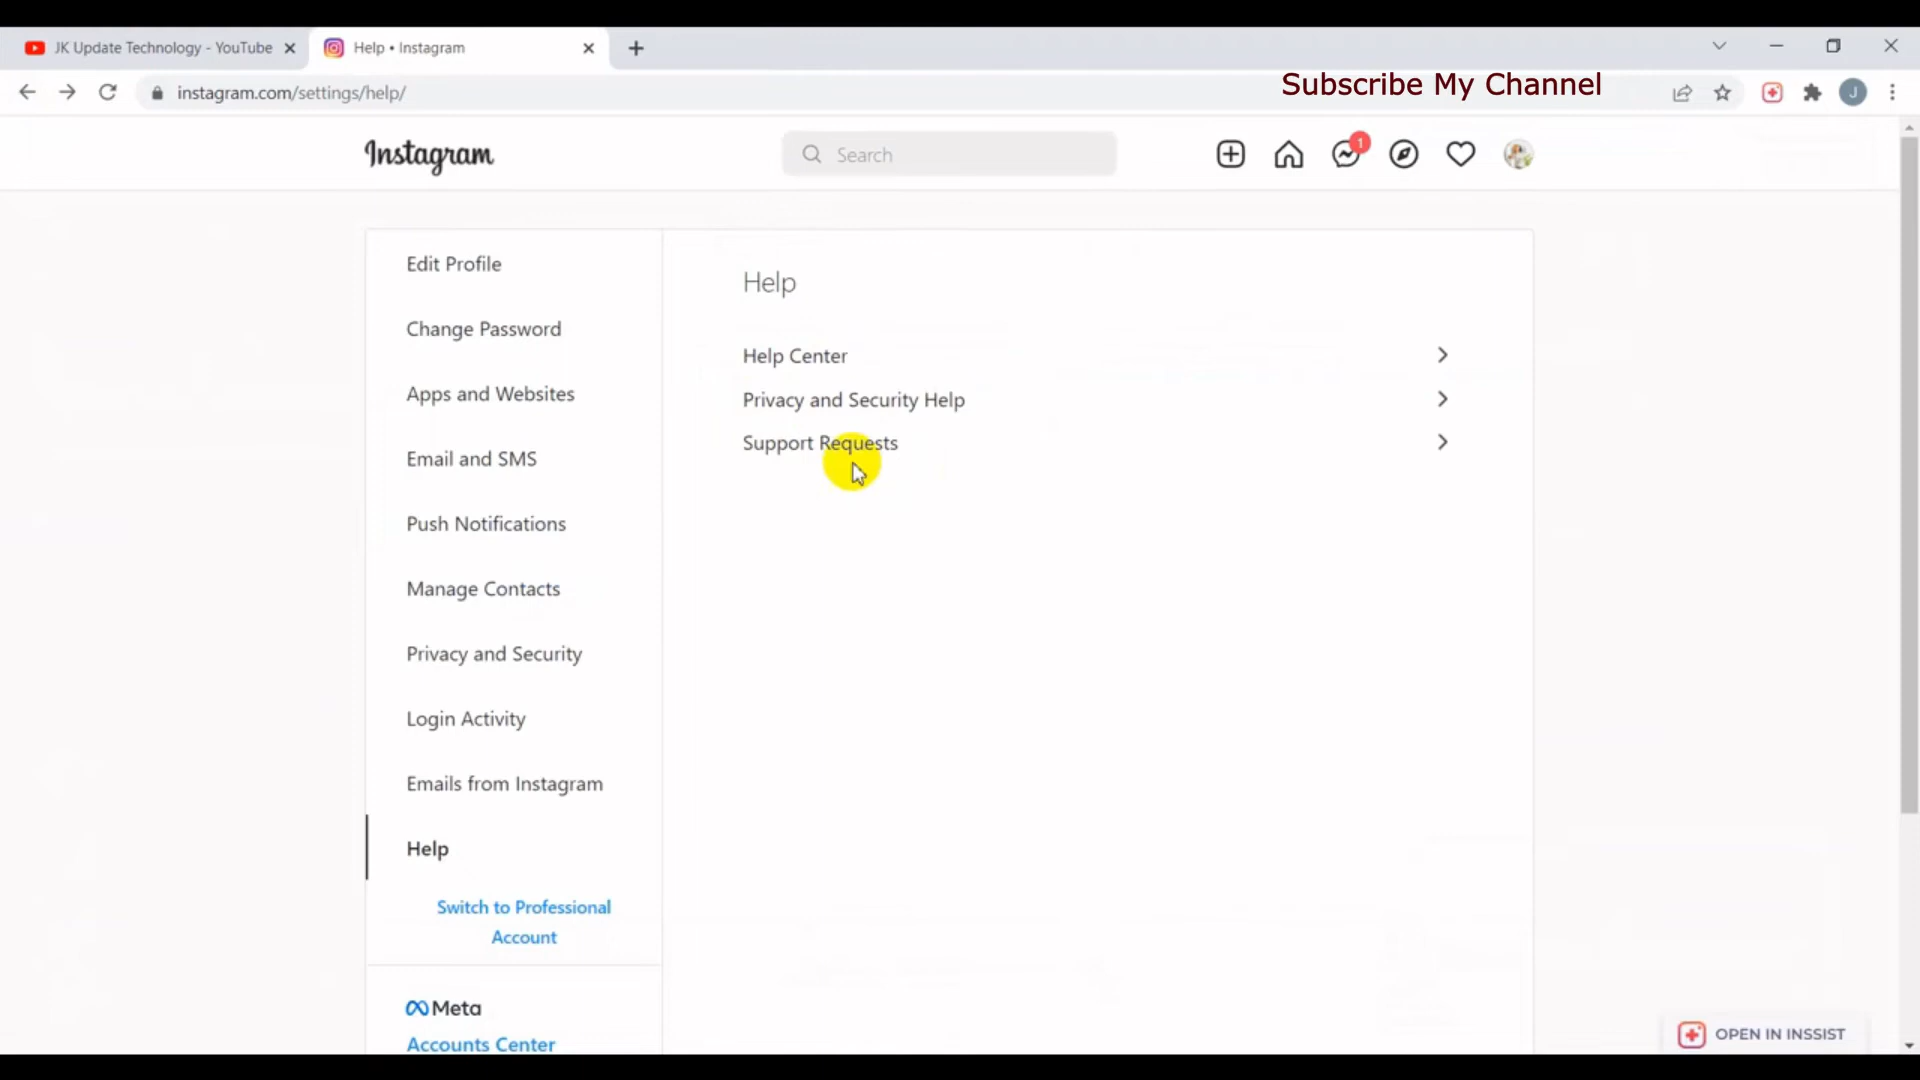 JK Update Technology - YouTube
Help • Instagram
instagram.com/settings/help/
Subscribe My Channel
J
Instagram
Search
1
Edit Profile
Change Password
Apps and Websites
Email and SMS
Push Notifications
Manage Contacts
Privacy and Security
Login Activity
Emails from Instagram
Help
Switch to Professional
Account
Meta
Accounts Center
Help
Help Center
Privacy and Security Help
Support Requests
OPEN IN INSSIST